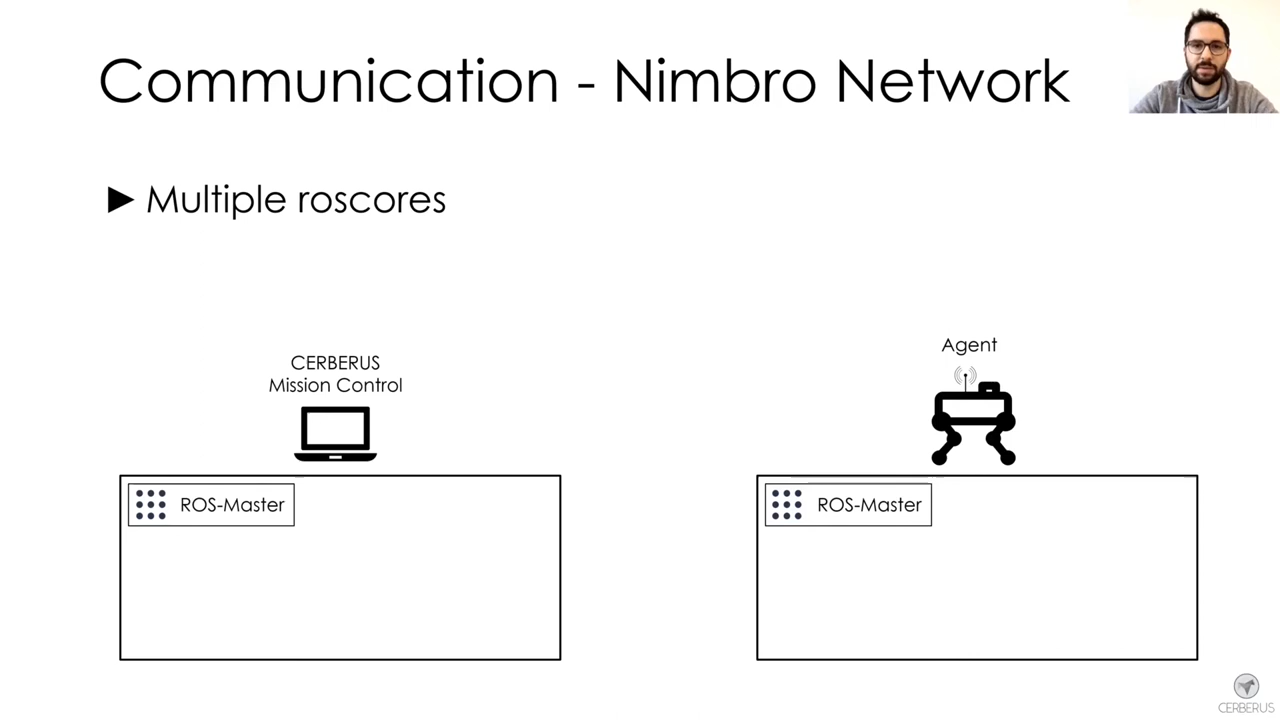 Communication - Nimbro Network
► Multiple roscores
CERBERUS
Mission Control
Agent
ROS-Master
ROS-Master
CERBERUS